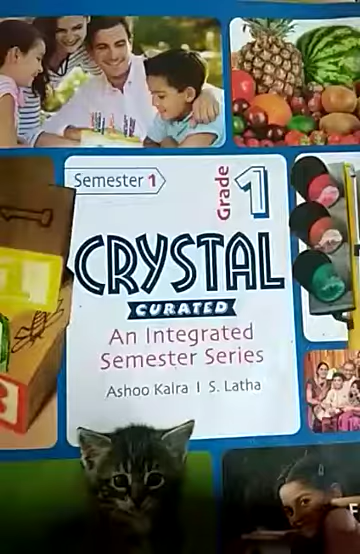 Semester 1
Grade 1
CRYSTAL
CURATED
An Integrated
Semester Series
Ashoo Kalra I S. Latha